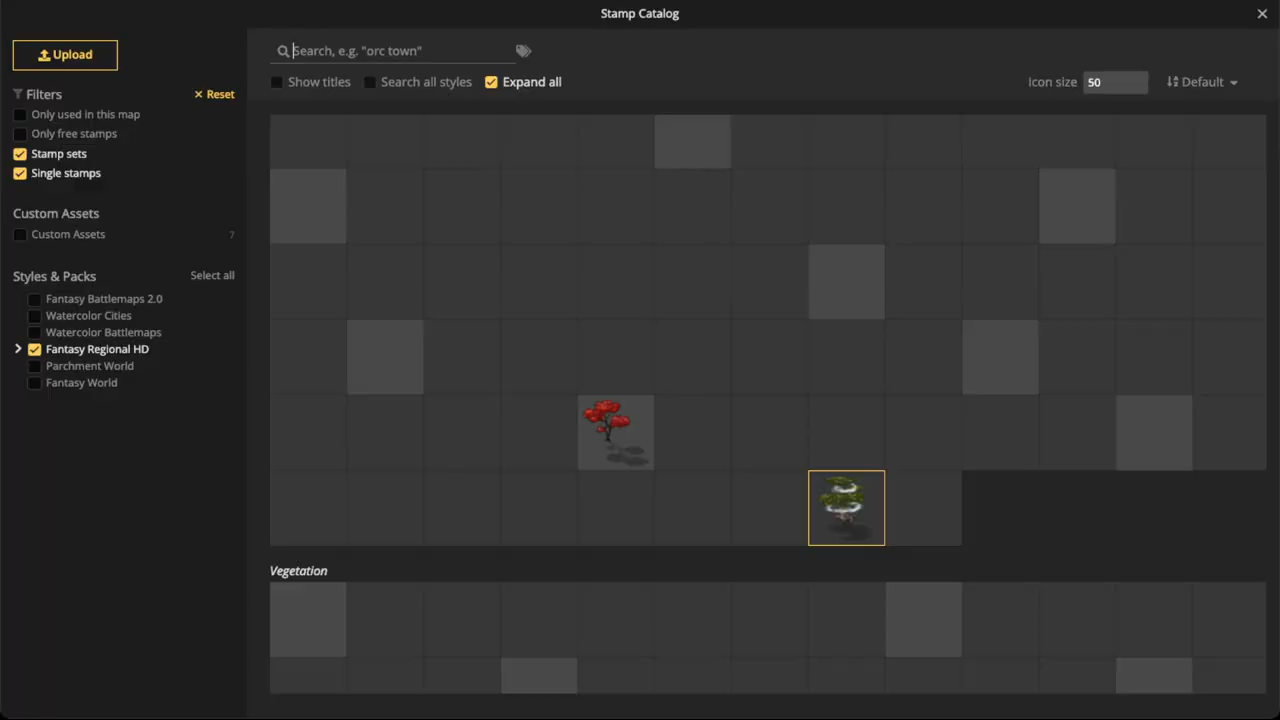 Stamp Catalog
Upload
Search, e.g. "orc town"
Show titles
Search all styles
Expand all
Icon size
50
Default
Filters
Reset
Only used in this map
Only free stamps
Stamp sets
Single stamps
Custom Assets
Custom Assets
7
Styles & Packs
Select all
Fantasy Battlemaps 2.0
Watercolor Cities
Watercolor Battlemaps
Fantasy Regional HD
Parchment World
Fantasy World
Vegetation